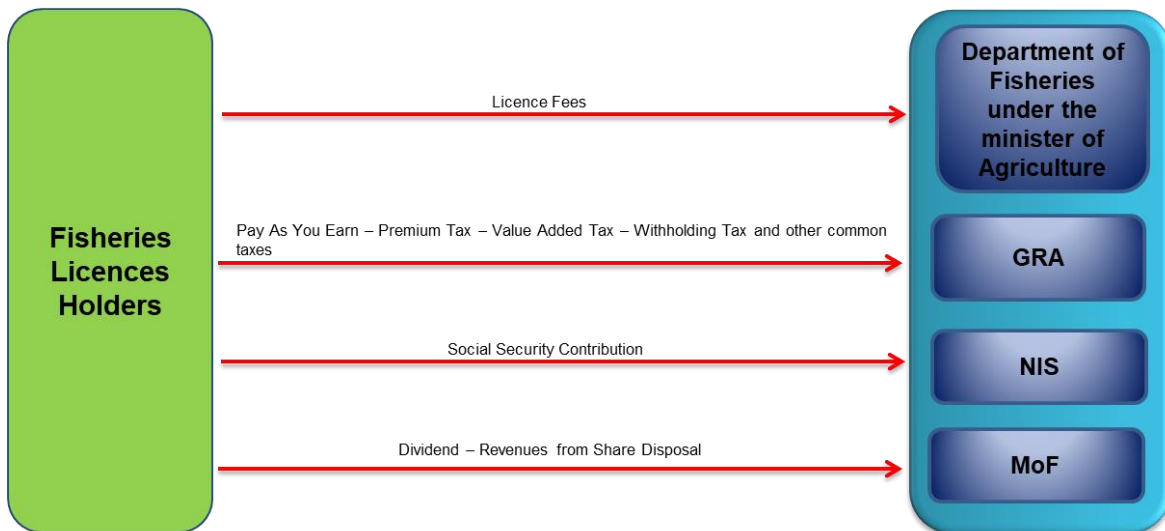 Fisheries
Licences
Holders
Licence Fees
Department of
Fisheries
under the
minister of
Agriculture
Pay As You Earn – Premium Tax – Value Added Tax – Withholding Tax and other common
taxes
GRA
Social Security Contribution
NIS
Dividend – Revenues from Share Disposal
MoF